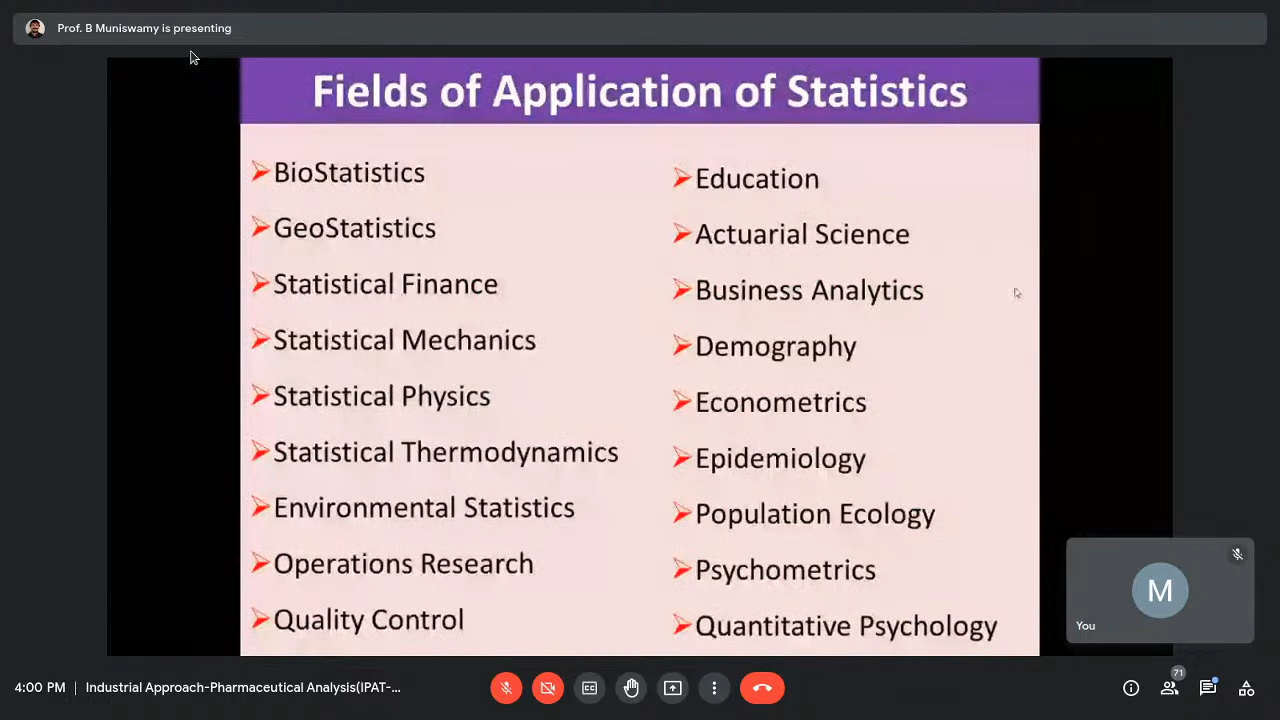 Prof. B Muniswamy is presenting
Fields of Application of Statistics
BioStatistics
GeoStatistics
Statistical Finance
Statistical Mechanics
Statistical Physics
Statistical Thermodynamics
Environmental Statistics
Operations Research
Quality Control
Education
Actuarial Science
Business Analytics
Demography
Econometrics
Epidemiology
Population Ecology
Psychometrics
Quantitative Psychology
M
You
4:00 PM | Industrial Approach-Pharmaceutical Analysis(IPAT-...
CC
71